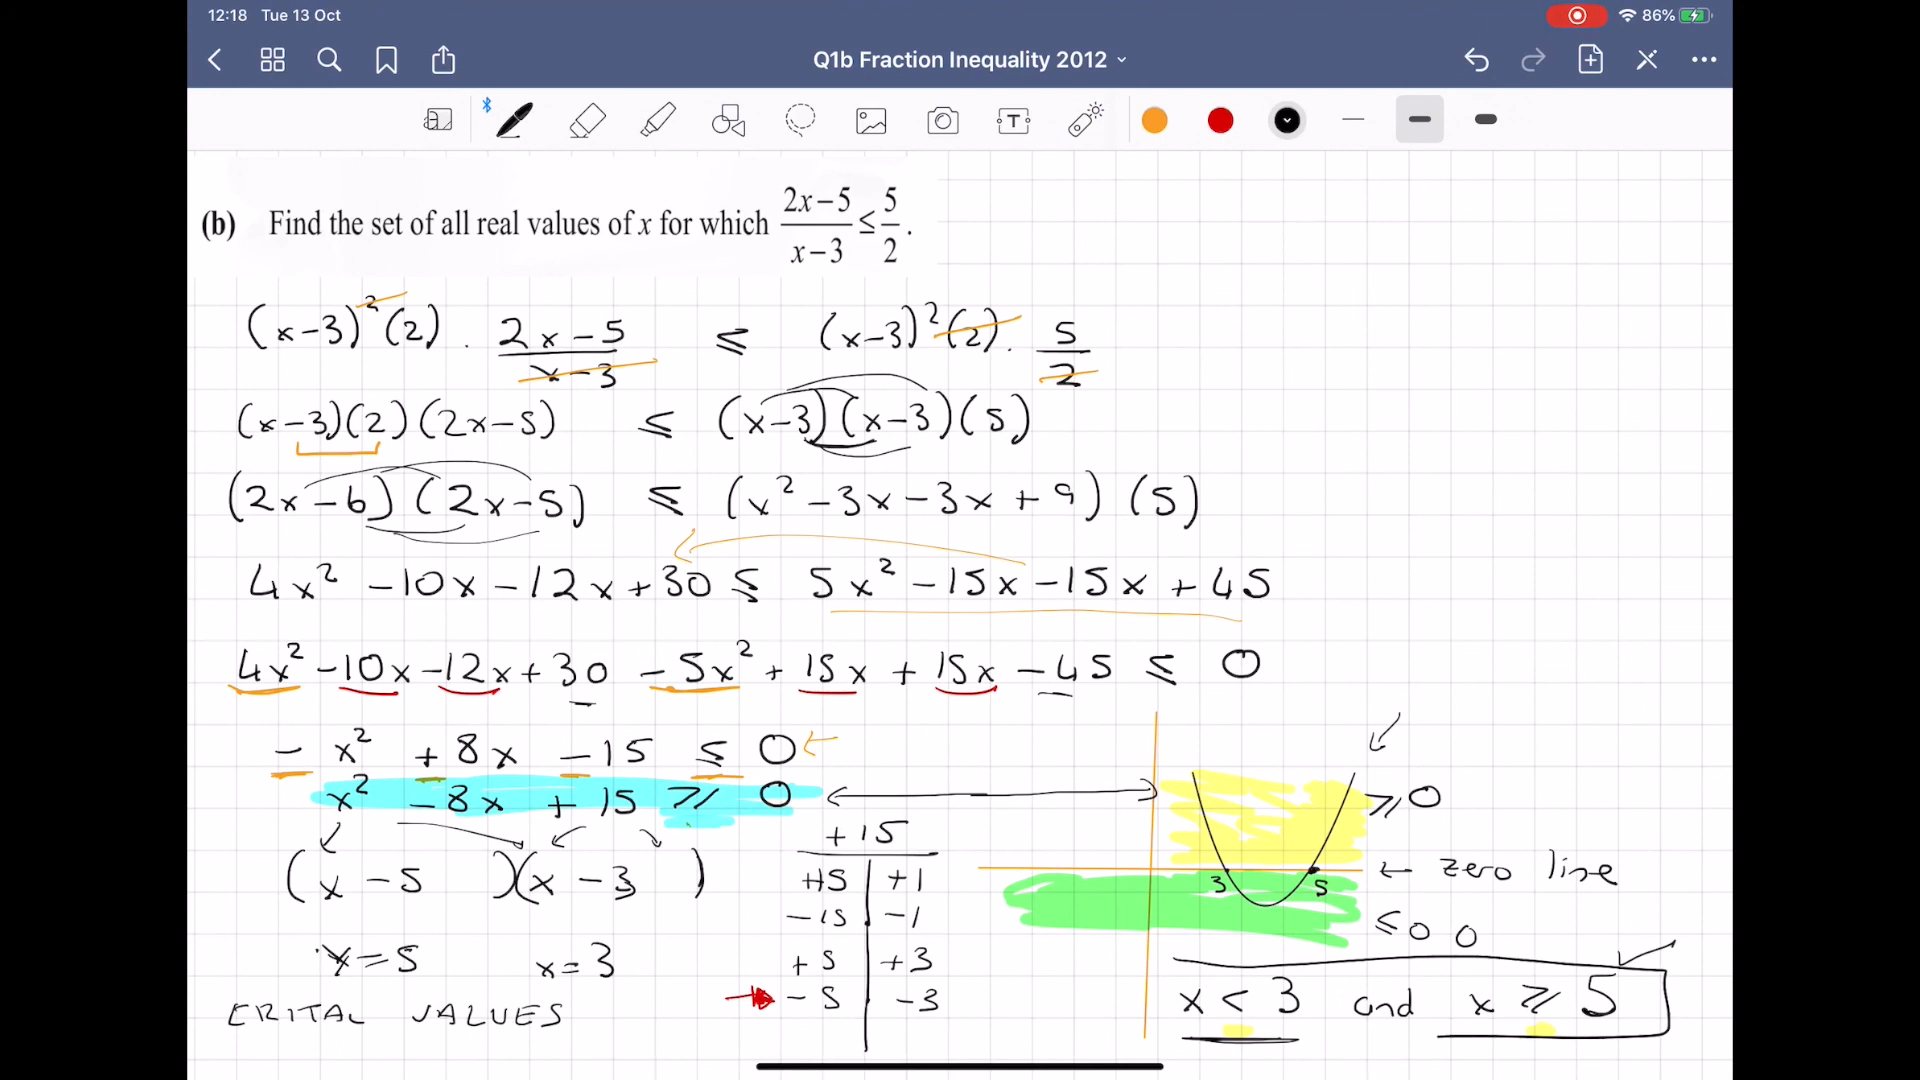 12:18 Tue 13 Oct 86%
Q1b Fraction Inequality 2012
(b) Find the set of all real values of x for which (2x−5)/(x−3) ≤ 5/2.
(x−3)²(2) · (2x−5)/(x−3) ≤ (x−3)²(2) · 5/2
(x−3)(2)(2x−5) ≤ (x−3)(x−3)(5)
(2x−6)(2x−5) ≤ (x²−3x−3x+9)(5)
4x²−10x−12x+30 ≤ 5x²−15x−15x+45
4x²−10x−12x+30−5x²+15x+15x−45 ≤ 0
−x²+8x−15 ≤ 0 ←
x²−8x+15 ≥ 0 ≥0
+15
(x−5)(x−3) +15 +1 3 5 ← zero line
−15 −1 ≤0 0
x=5 x=3 +5 +3
→ −5 −3 x < 3 and x ≥ 5
CRITAL VALUES